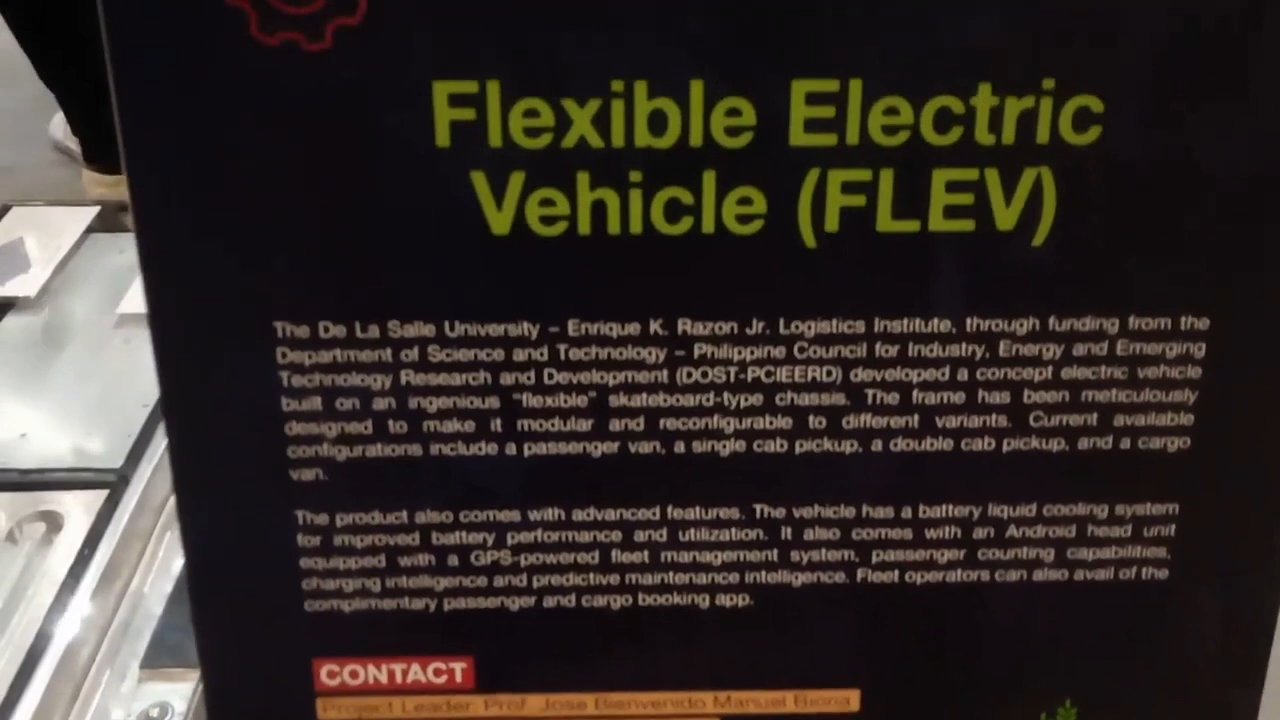 Flexible Electric
Vehicle (FLEV)
The De La Salle University – Enrique K. Razon Jr. Logistics Institute, through funding from the
Department of Science and Technology – Philippine Council for Industry, Energy and Emerging
Technology Research and Development (DOST-PCIEERD) developed a concept electric vehicle
built on an ingenious "flexible" skateboard-type chassis. The frame has been meticulously
designed to make it modular and reconfigurable to different variants. Current available
configurations include a passenger van, a single cab pickup, a double cab pickup, and a cargo
van.
The product also comes with advanced features. The vehicle has a battery liquid cooling system
for improved battery performance and utilization. It also comes with an Android head unit
equipped with a GPS-powered fleet management system, passenger counting capabilities,
charging intelligence and predictive maintenance intelligence. Fleet operators can also avail of the
complimentary passenger and cargo booking app.
CONTACT
Project Leader: Prof. Jose Bienvenido Manuel Biona